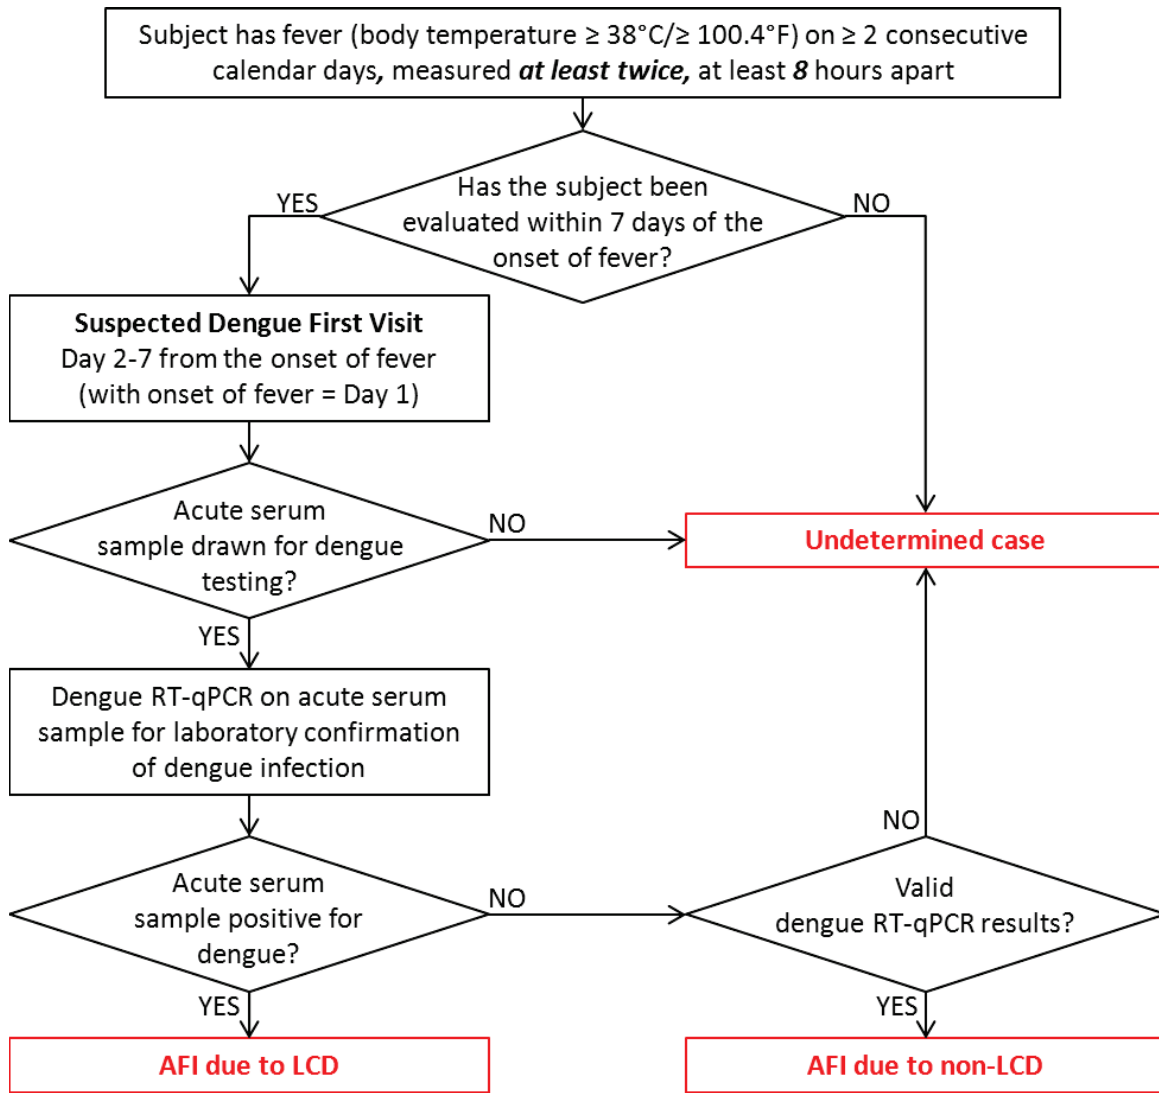 Subject has fever (body temperature ≥ 38°C/≥ 100.4°F) on ≥ 2 consecutive
calendar days, measured at least twice, at least 8 hours apart
Has the subject been
evaluated within 7 days of the
onset of fever?
YES
NO
Suspected Dengue First Visit
Day 2-7 from the onset of fever
(with onset of fever = Day 1)
Acute serum
sample drawn for dengue
testing?
NO
Undetermined case
YES
Dengue RT-qPCR on acute serum
sample for laboratory confirmation
of dengue infection
Acute serum
sample positive for
dengue?
NO
NO
Valid
dengue RT-qPCR results?
YES
YES
AFI due to LCD
AFI due to non-LCD